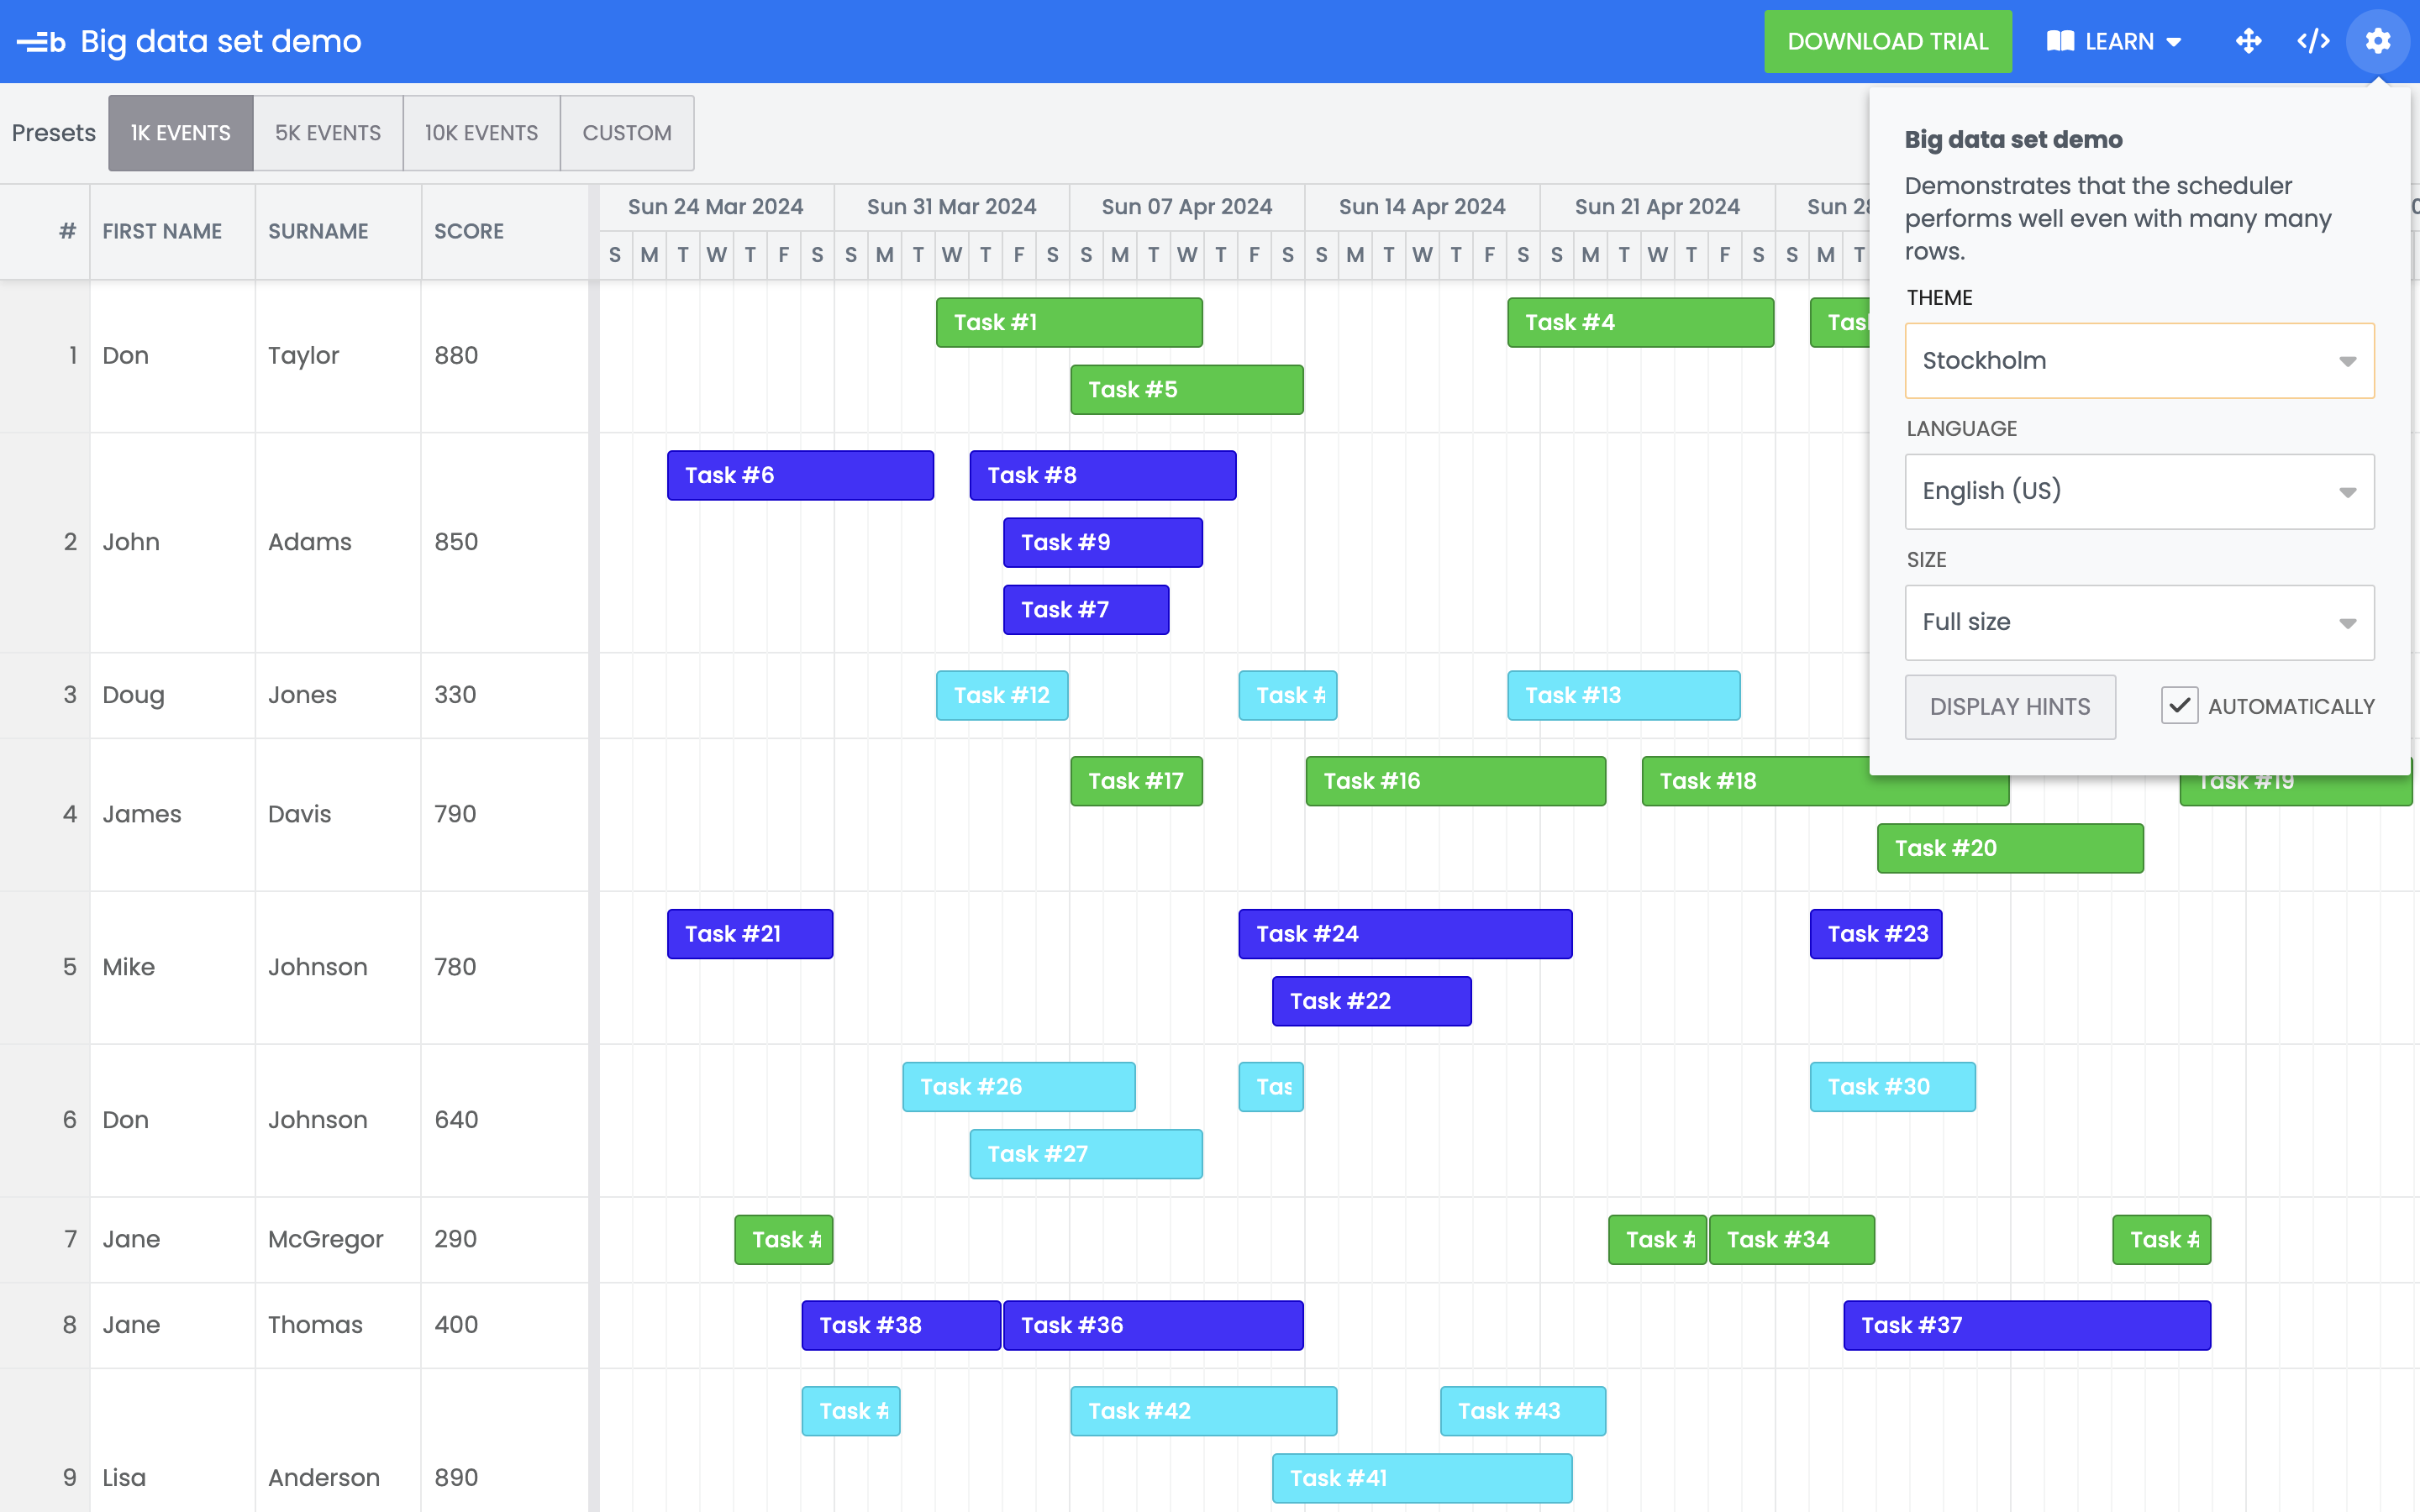 Big data set demo
DOWNLOAD TRIAL
LEARN
Presets
1K EVENTS
5K EVENTS
10K EVENTS
CUSTOM
Big data set demo
Demonstrates that the scheduler
performs well even with many many
rows.
THEME
Stockholm
LANGUAGE
English (US)
SIZE
Full size
DISPLAY HINTS
AUTOMATICALLY
# FIRST NAME SURNAME SCORE
Sun 24 Mar 2024 Sun 31 Mar 2024 Sun 07 Apr 2024 Sun 14 Apr 2024 Sun 21 Apr 2024 Sun 28
S M T W T F S S M T W T F S S M T W T F S S M T W T F S S M T W T F S S M T
1 Don Taylor 880
Task #1 Task #4
Task #5
2 John Adams 850
Task #6 Task #8
Task #9
Task #7
3 Doug Jones 330
Task #12 Task # Task #13
4 James Davis 790
Task #17 Task #16 Task #18 Task #19
Task #20
5 Mike Johnson 780
Task #21 Task #24 Task #23
Task #22
6 Don Johnson 640
Task #26 Task #30
Task #27
7 Jane McGregor 290
Task # Task # Task #34 Task #
8 Jane Thomas 400
Task #38 Task #36 Task #37
9 Lisa Anderson 890
Task # Task #42 Task #43
Task #41